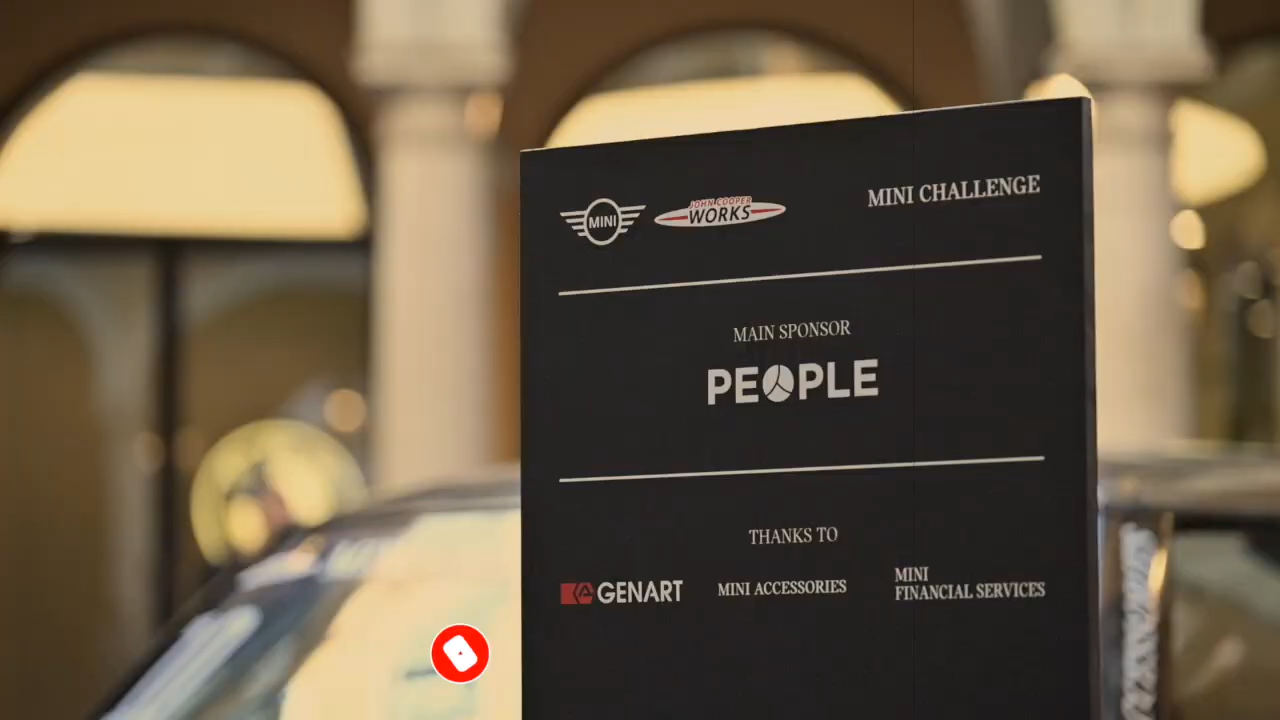 MINI
JOHN COOPER
WORKS
MINI CHALLENGE
MAIN SPONSOR
PEOPLE
THANKS TO
GENART
MINI ACCESSORIES
MINI
FINANCIAL SERVICES